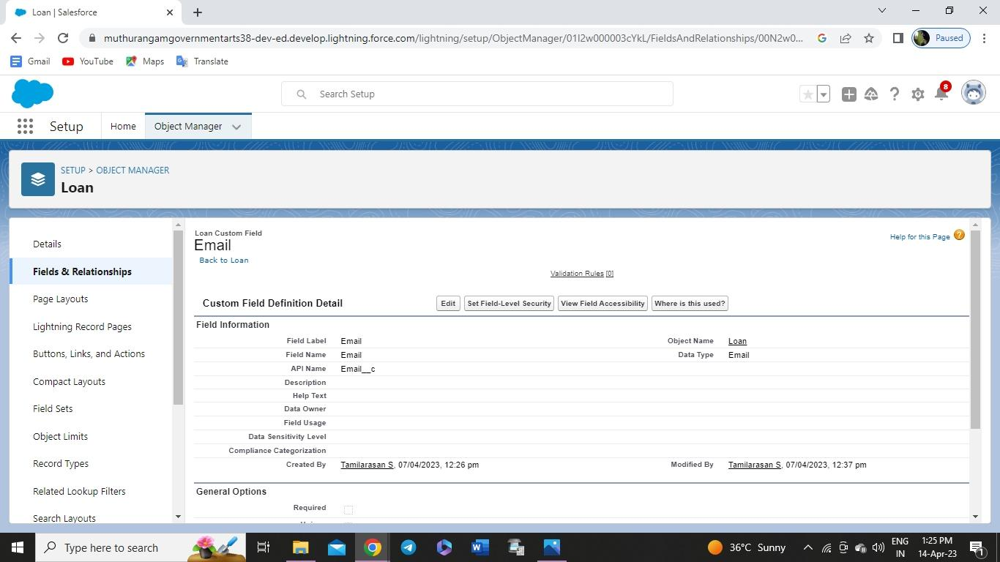 Loan | Salesforce
muthurangamgovernmentarts38-dev-ed.develop.lightning.force.com/lightning/setup/ObjectManager/01I2w000003cYkL/FieldsAndRelationships/00N2w0...
Paused
Gmail
YouTube
Maps
Translate
Search Setup
8
Setup
Home
Object Manager
SETUP > OBJECT MANAGER
Loan
Details
Fields & Relationships
Page Layouts
Lightning Record Pages
Buttons, Links, and Actions
Compact Layouts
Field Sets
Object Limits
Record Types
Related Lookup Filters
Search Layouts
Loan Custom Field
Email
Back to Loan
Help for this Page
Validation Rules [0]
Custom Field Definition Detail
Edit
Set Field-Level Security
View Field Accessibility
Where is this used?
Field Information
Field Label Email Object Name Loan
Field Name Email Data Type Email
API Name Email__c
Description
Help Text
Data Owner
Field Usage
Data Sensitivity Level
Compliance Categorization
Created By Tamilarasan S, 07/04/2023, 12:26 pm Modified By Tamilarasan S, 07/04/2023, 12:37 pm
General Options
Required
Type here to search
36°C Sunny
ENG
IN
1:25 PM
14-Apr-23
1